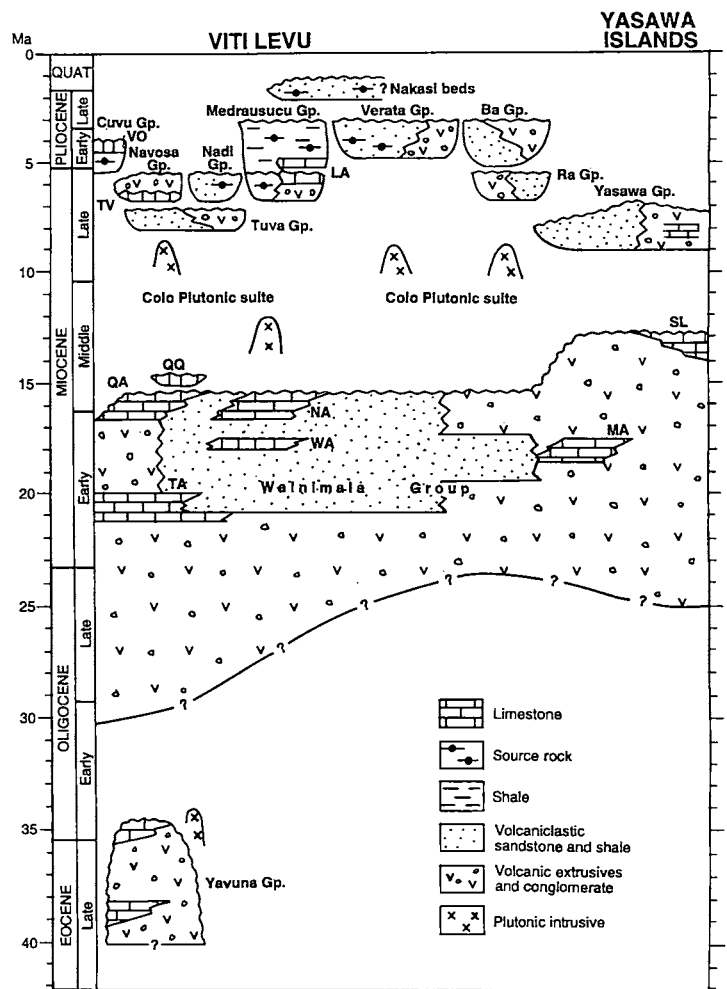 VITI LEVU
YASAWA
ISLANDS
Ma
0
5
10
15
20
25
30
35
40
QUAT
PLIOCENE
Late
Early
MIOCENE
Late
Middle
Early
OLIGOCENE
Late
Early
EOCENE
Late
? Nakasi beds
Medrausucu Gp.
Verata Gp.
Ba Gp.
Cuvu Gp.
VO
Navosa
Gp.
Nadi
Gp.
LA
Ra Gp.
Yasawa Gp.
TV
Tuva Gp.
Colo Plutonic suite
Colo Plutonic suite
SL
QQ
QA
NA
WA
MA
TA
Wainimala Group
?
?
?
?
?
?
Yavuna Gp.
?
Limestone
Source rock
Shale
Volcaniclastic
sandstone and shale
Volcanic extrusives
and conglomerate
Plutonic intrusive